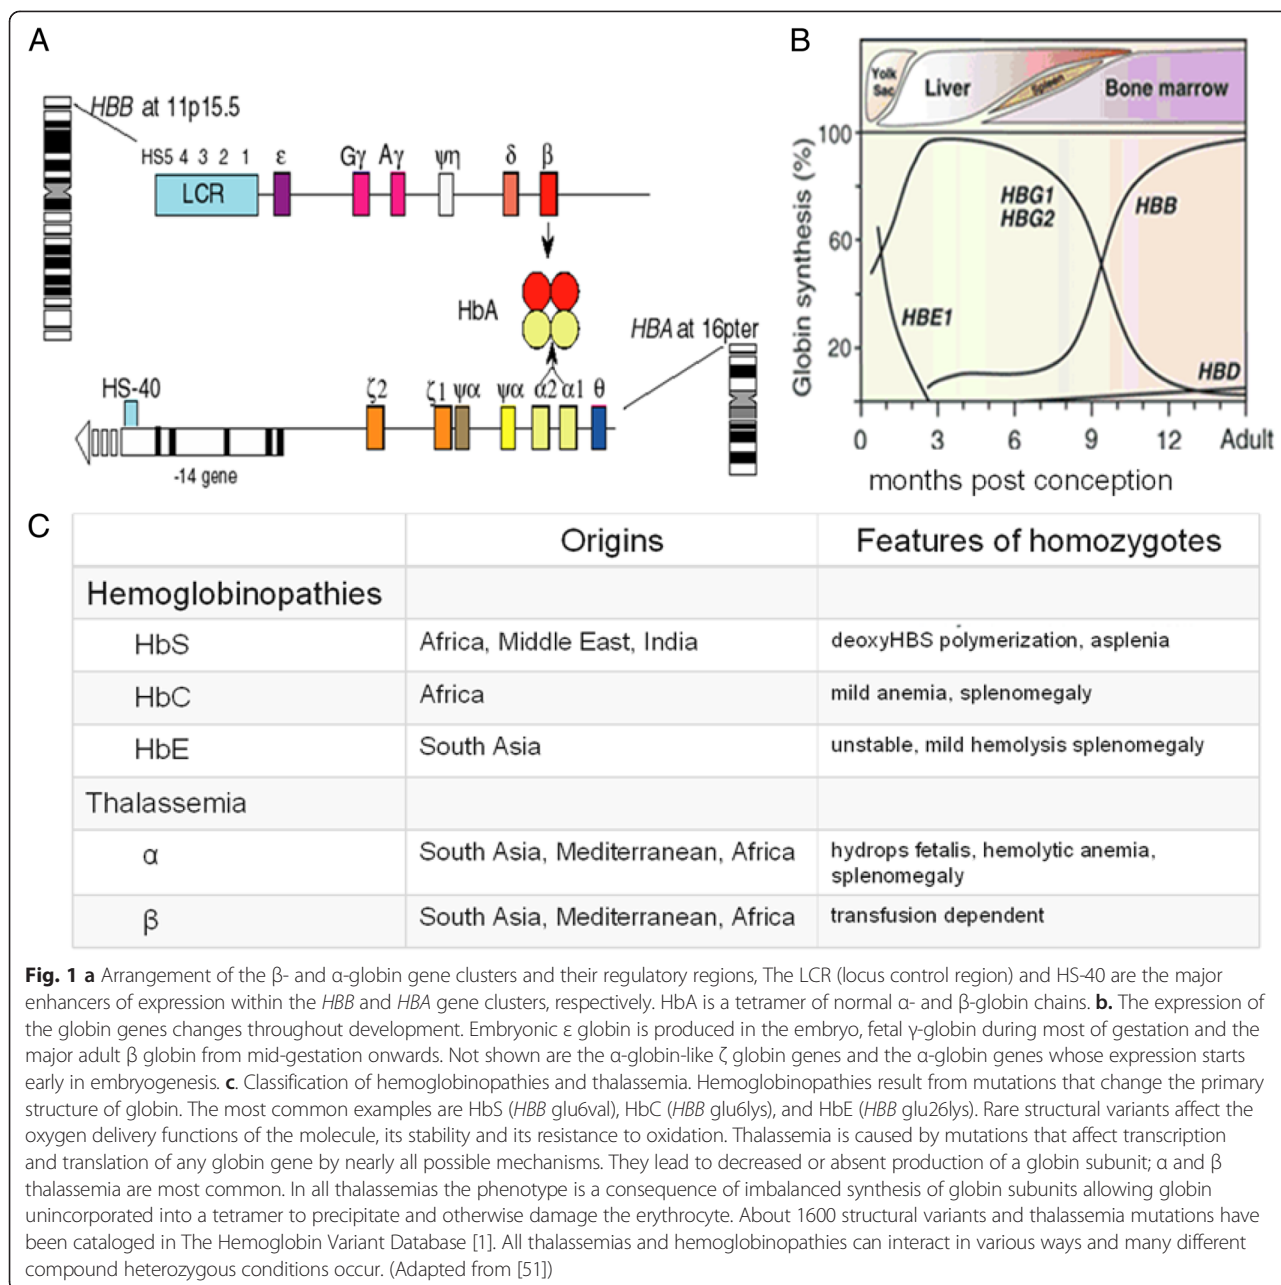 A
HBB at 11p15.5
HS5 4 3 2 1 ε Gγ Aγ ψη δ β
LCR
HbA
HBA at 16pter
HS-40
ζ2 ζ1 ψα ψα α2 α1 θ
-14 gene
B
Yolk Sac
Liver
Spleen
Bone marrow
Globin synthesis (%)
100
60
20
HBG1
HBG2
HBB
HBE1
HBD
0 3 6 9 12 Adult
months post conception
C
Origins Features of homozygotes
Hemoglobinopathies
HbS Africa, Middle East, India deoxyHBS polymerization, asplenia
HbC Africa mild anemia, splenomegaly
HbE South Asia unstable, mild hemolysis splenomegaly
Thalassemia
α South Asia, Mediterranean, Africa hydrops fetalis, hemolytic anemia,
splenomegaly
β South Asia, Mediterranean, Africa transfusion dependent
Fig. 1 a Arrangement of the β- and α-globin gene clusters and their regulatory regions, The LCR (locus control region) and HS-40 are the major
enhancers of expression within the HBB and HBA gene clusters, respectively. HbA is a tetramer of normal α- and β-globin chains. b. The expression of
the globin genes changes throughout development. Embryonic ε globin is produced in the embryo, fetal γ-globin during most of gestation and the
major adult β globin from mid-gestation onwards. Not shown are the α-globin-like ζ globin genes and the α-globin genes whose expression starts
early in embryogenesis. c. Classification of hemoglobinopathies and thalassemia. Hemoglobinopathies result from mutations that change the primary
structure of globin. The most common examples are HbS (HBB glu6val), HbC (HBB glu6lys), and HbE (HBB glu26lys). Rare structural variants affect the
oxygen delivery functions of the molecule, its stability and its resistance to oxidation. Thalassemia is caused by mutations that affect transcription
and translation of any globin gene by nearly all possible mechanisms. They lead to decreased or absent production of a globin subunit; α and β
thalassemia are most common. In all thalassemias the phenotype is a consequence of imbalanced synthesis of globin subunits allowing globin
unincorporated into a tetramer to precipitate and otherwise damage the erythrocyte. About 1600 structural variants and thalassemia mutations have
been cataloged in The Hemoglobin Variant Database [1]. All thalassemias and hemoglobinopathies can interact in various ways and many different
compound heterozygous conditions occur. (Adapted from [51])